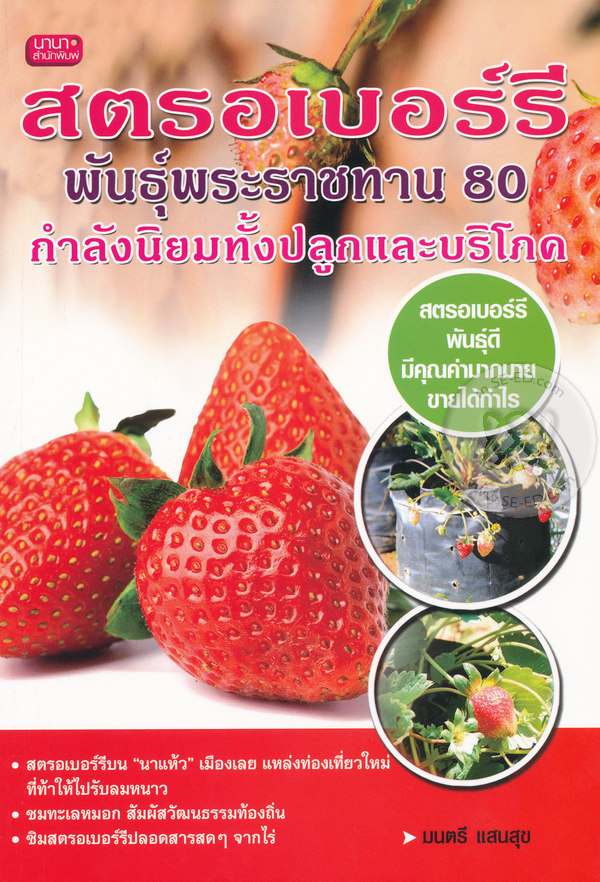 นานา
สำนักพิมพ์
สตรอเบอร์รี
พันธุ์พระราชทาน 80
กำลังนิยมทั้งปลูกและบริโภค
สตรอเบอร์รี
พันธุ์ดี
มีคุณค่ามากมาย
ขายได้กำไร
SE-ED.com
SE-ED
• สตรอเบอร์รีบน “นาแห้ว” เมืองเลย แหล่งท่องเที่ยวใหม่
ที่ท้าให้ไปรับลมหนาว
• ชมทะเลหมอก สัมผัสวัฒนธรรมท้องถิ่น
• ชิมสตรอเบอร์รีปลอดสารสดๆ จากไร่
➤ มนตรี แสนสุข